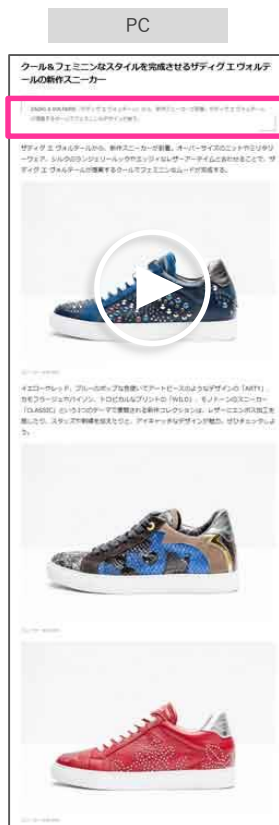 PC
クール＆フェミニンなスタイルを完成させるザディグ エ ヴォルテ
ールの新作スニーカー
ザディグ エ ヴォルテールから、新作スニーカーが到着。オーバーサイズのニットやミリタリ
ーウェア、シルクのランジェリールックやエッジィなレザーアイテムと合わせることで、ザ
ディグ エ ヴォルテールが提案するクールでフェミニンなムードが完成する。
イエローやレッド、ブルーのポップな色使いでアートピースのようなデザインの「ARTY」、
カモフラージュやパイソン、トロピカルなプリントの「WILD」、モノトーンのスニーカー
「CLASSIC」という3つのテーマで展開される新作コレクションは、レザーにエンボス加工を
施したり、スタッズや刺繍を加えたりと、アイキャッチなデザインが魅力。ぜひチェックしよ
う。